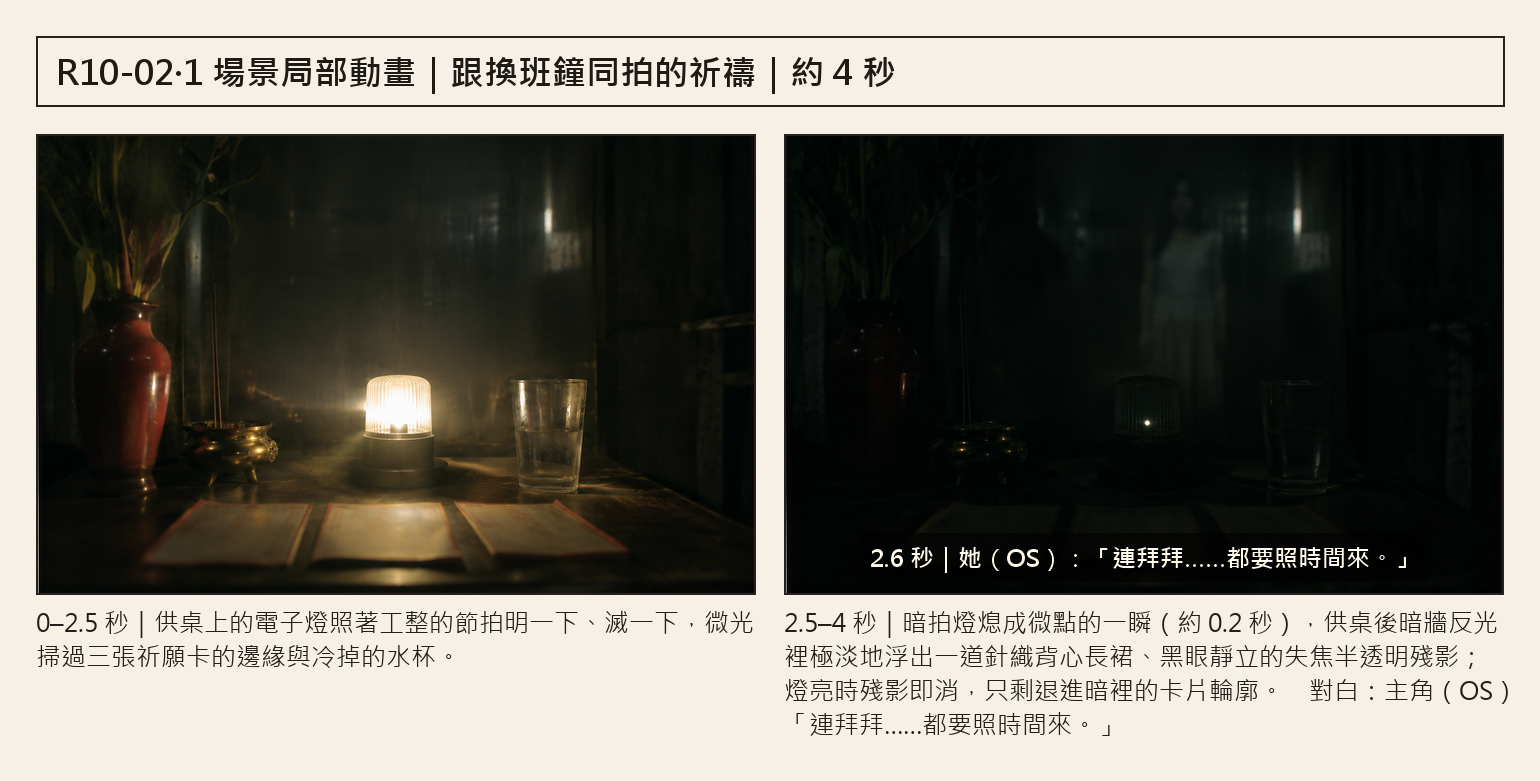 R10-02·1 場景局部動畫｜跟換班鐘同拍的祈禱｜約 4 秒
2.6 秒｜她（OS）：「連拜拜……都要照時間來。」
0–2.5 秒｜供桌上的電子燈照著工整的節拍明一下、滅一下，微光
掃過三張祈願卡的邊緣與冷掉的水杯。
2.5–4 秒｜暗拍燈熄成微點的一瞬（約 0.2 秒），供桌後暗牆反光
裡極淡地浮出一道針織背心長裙、黑眼靜立的失焦半透明殘影；
燈亮時殘影即消，只剩退進暗裡的卡片輪廓。　對白：主角（OS）
「連拜拜……都要照時間來。」